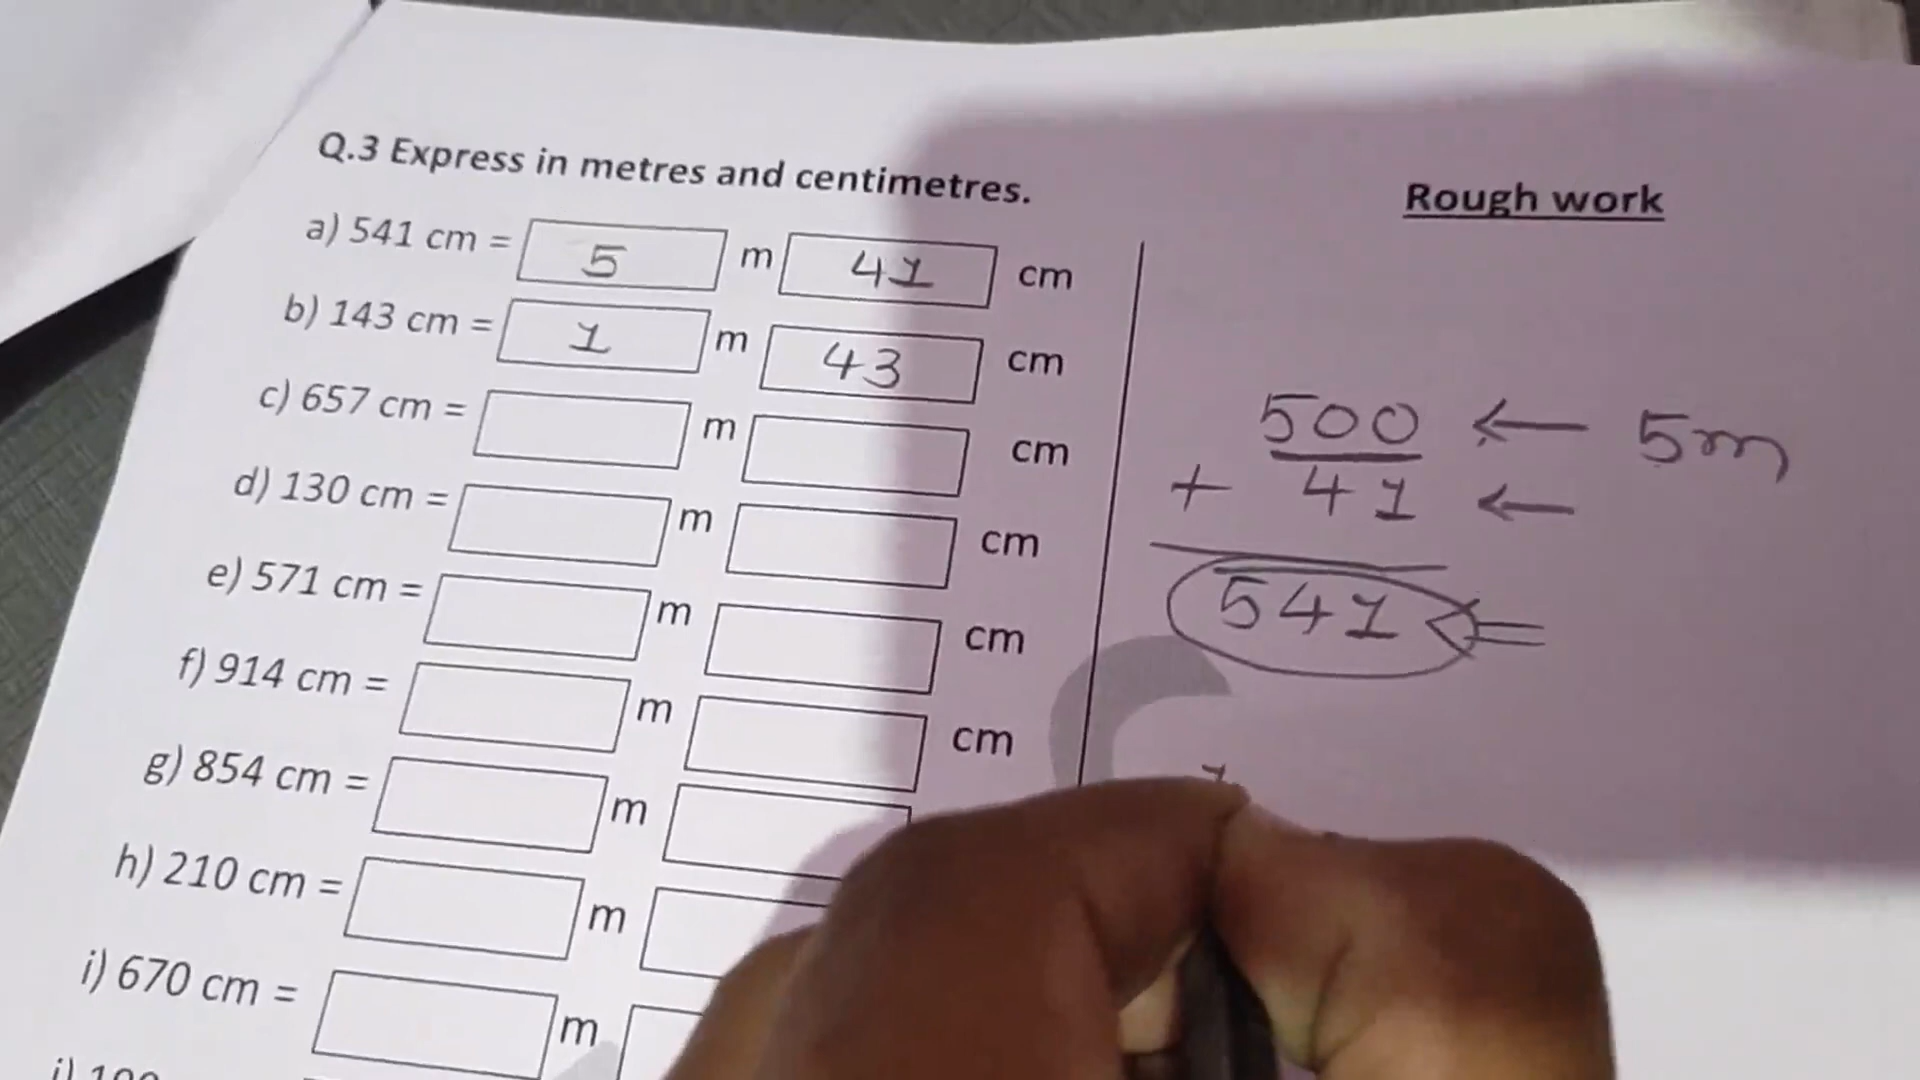 Q.3 Express in metres and centimetres.
Rough work
a) 541 cm = 5 m 41 cm
b) 143 cm = 1 m 43 cm
c) 657 cm = m cm
d) 130 cm = m cm
e) 571 cm = m cm
f) 914 cm = m cm
g) 854 cm = m
h) 210 cm = m
i) 670 cm = m
500 ← 5m
+ 41 ←
541